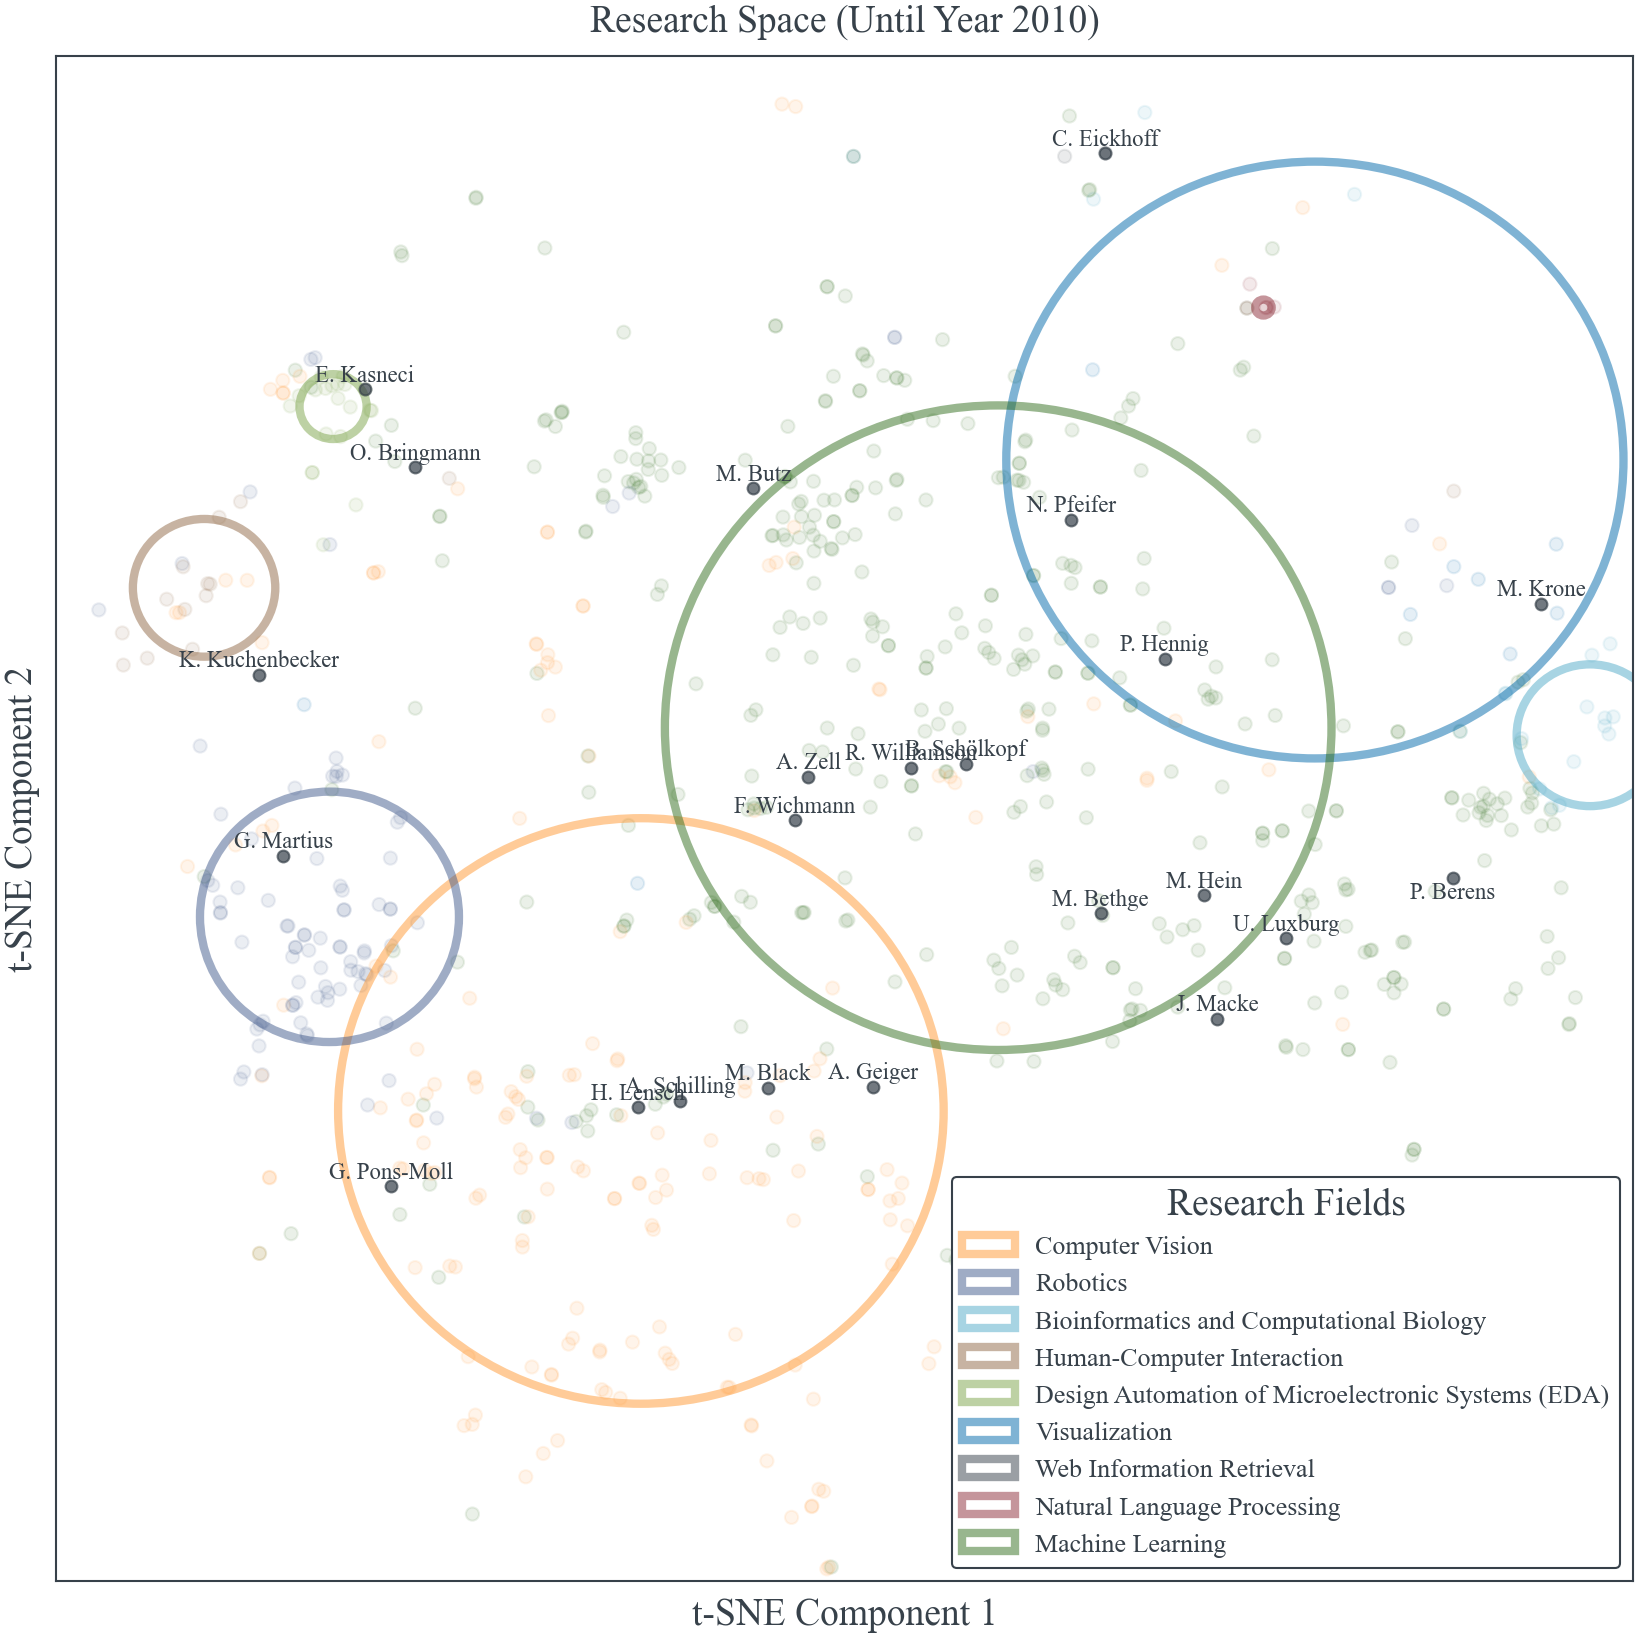 Research Space (Until Year 2010)
C. Eickhoff
E. Kasneci
O. Bringmann
M. Butz
N. Pfeifer
M. Krone
P. Hennig
K. Kuchenbecker
R. Williamson
B. Schölkopf
A. Zell
F. Wichmann
G. Martius
M. Hein
P. Berens
M. Bethge
U. Luxburg
J. Macke
M. Black
A. Geiger
A. Schilling
H. Lensch
G. Pons-Moll
Research Fields
Computer Vision
Robotics
Bioinformatics and Computational Biology
Human-Computer Interaction
Design Automation of Microelectronic Systems (EDA)
Visualization
Web Information Retrieval
Natural Language Processing
Machine Learning
t-SNE Component 1
t-SNE Component 2